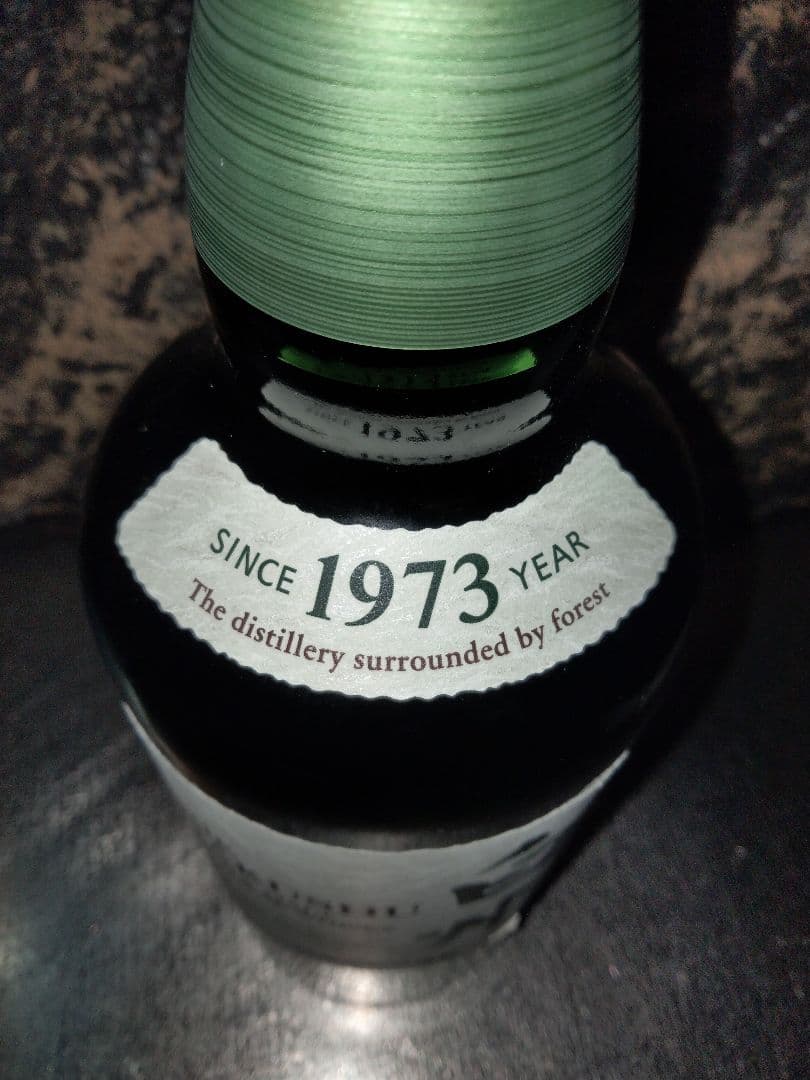 SINCE 1973 YEAR
The distillery surrounded by forest